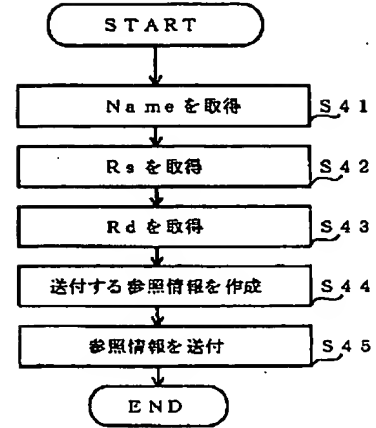 START
Nameを取得 S41
Rsを取得 S42
Rdを取得 S43
送付する参照情報を作成 S44
参照情報を送付 S45
END